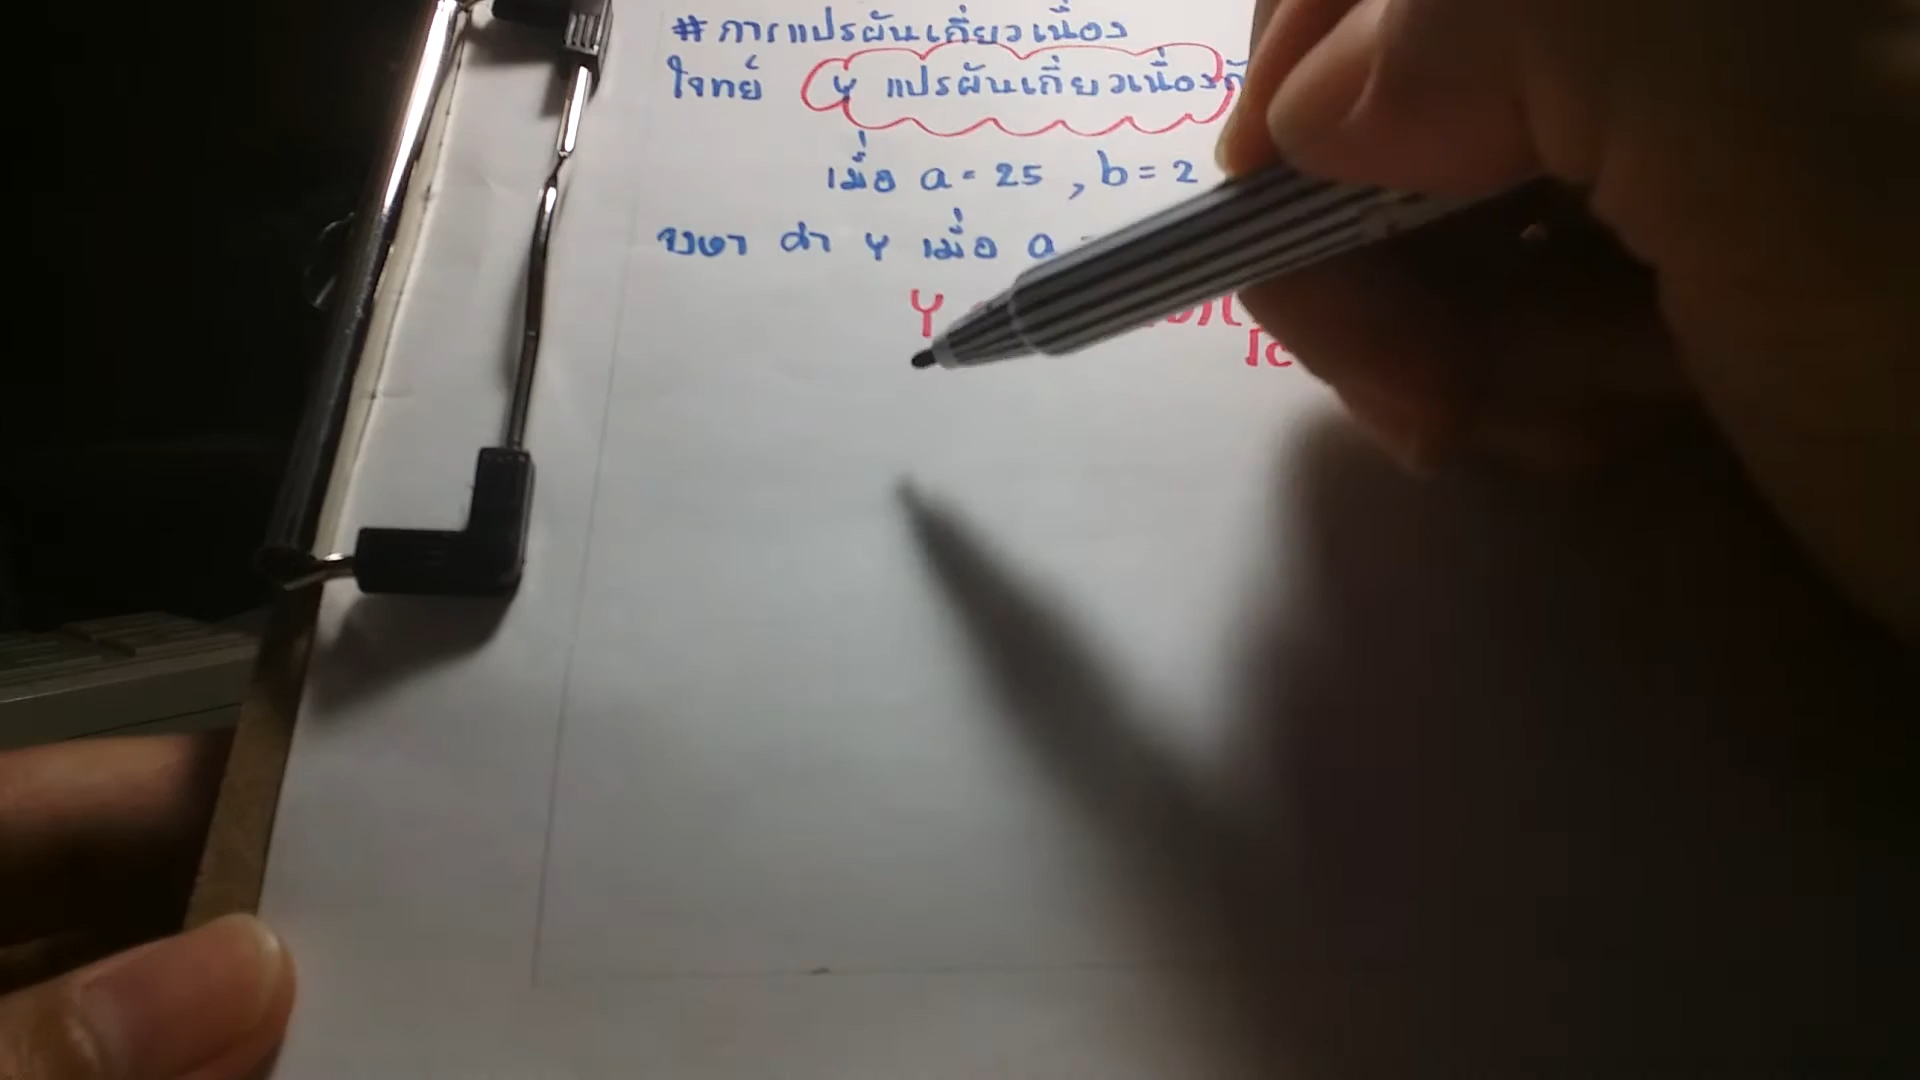 # การแปรผันเกี่ยวเนื่อง
โจทย์ y แปรผันเกี่ยวเนื่องกั
เมื่อ a = 25 , b = 2
จงหา ค่า y เมื่อ a =
y
√c